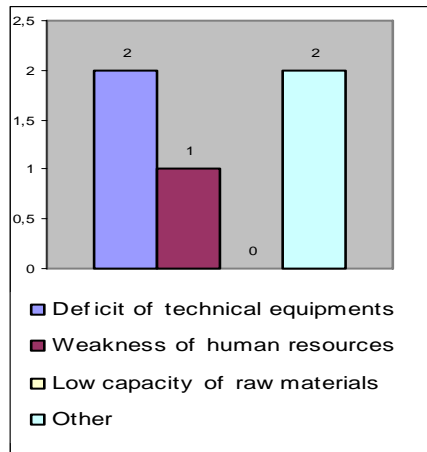 2,5
2
1,5
1
0,5
0
2
1
0
2
Deficit of technical equipments
Weakness of human resources
Low capacity of raw materials
Other